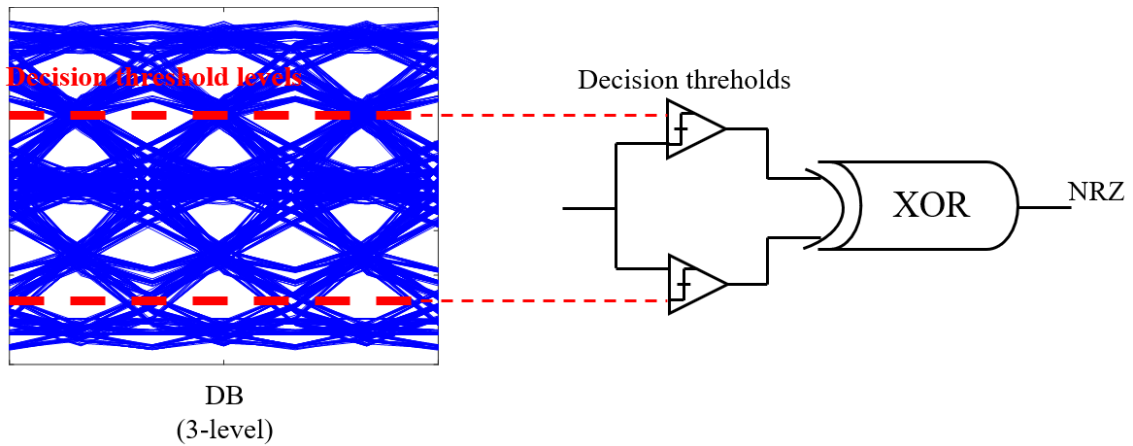 Decision threshold levels
Decision threholds
XOR
NRZ
DB
(3-level)